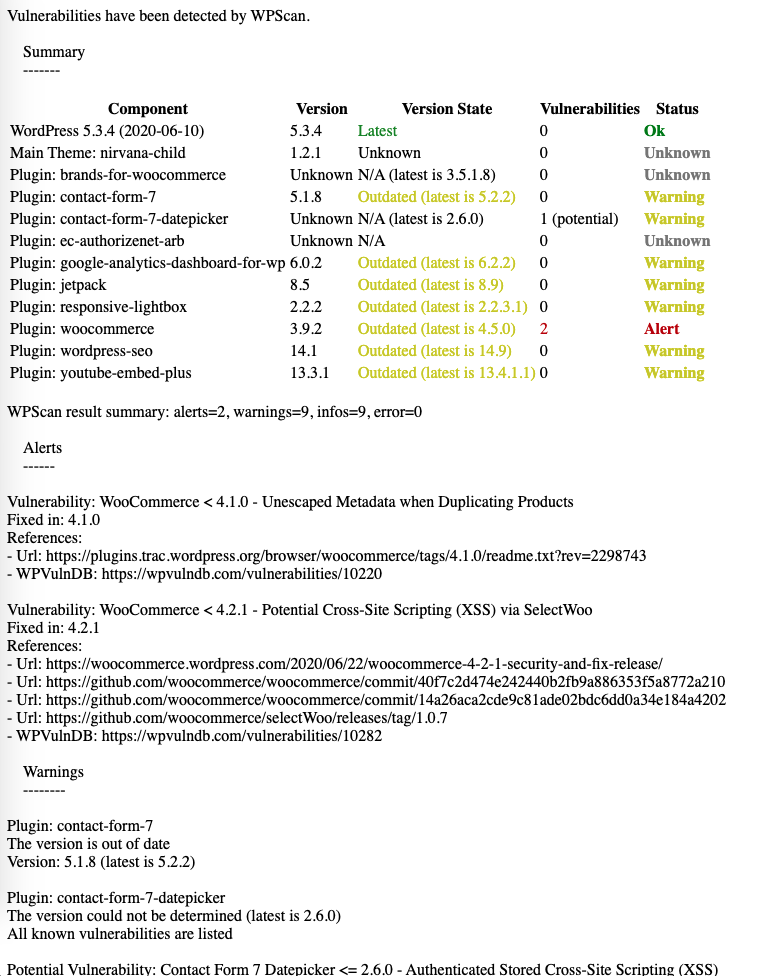 Vulnerabilities have been detected by WPScan.
Summary
-------
Component Version Version State Vulnerabilities Status
WordPress 5.3.4 (2020-06-10) 5.3.4 Latest 0 Ok
Main Theme: nirvana-child 1.2.1 Unknown 0 Unknown
Plugin: brands-for-woocommerce Unknown N/A (latest is 3.5.1.8) 0 Unknown
Plugin: contact-form-7 5.1.8 Outdated (latest is 5.2.2) 0 Warning
Plugin: contact-form-7-datepicker Unknown N/A (latest is 2.6.0) 1 (potential) Warning
Plugin: ec-authorizenet-arb Unknown N/A 0 Unknown
Plugin: google-analytics-dashboard-for-wp 6.0.2 Outdated (latest is 6.2.2) 0 Warning
Plugin: jetpack 8.5 Outdated (latest is 8.9) 0 Warning
Plugin: responsive-lightbox 2.2.2 Outdated (latest is 2.2.3.1) 0 Warning
Plugin: woocommerce 3.9.2 Outdated (latest is 4.5.0) 2 Alert
Plugin: wordpress-seo 14.1 Outdated (latest is 14.9) 0 Warning
Plugin: youtube-embed-plus 13.3.1 Outdated (latest is 13.4.1.1) 0 Warning
WPScan result summary: alerts=2, warnings=9, infos=9, error=0
Alerts
------
Vulnerability: WooCommerce < 4.1.0 - Unescaped Metadata when Duplicating Products
Fixed in: 4.1.0
References:
- Url: https://plugins.trac.wordpress.org/browser/woocommerce/tags/4.1.0/readme.txt?rev=2298743
- WPVulnDB: https://wpvulndb.com/vulnerabilities/10220
Vulnerability: WooCommerce < 4.2.1 - Potential Cross-Site Scripting (XSS) via SelectWoo
Fixed in: 4.2.1
References:
- Url: https://woocommerce.wordpress.com/2020/06/22/woocommerce-4-2-1-security-and-fix-release/
- Url: https://github.com/woocommerce/woocommerce/commit/40f7c2d474e242440b2fb9a886353f5a8772a210
- Url: https://github.com/woocommerce/woocommerce/commit/14a26aca2cde9c81ade02bdc6dd0a34e184a4202
- Url: https://github.com/woocommerce/selectWoo/releases/tag/1.0.7
- WPVulnDB: https://wpvulndb.com/vulnerabilities/10282
Warnings
--------
Plugin: contact-form-7
The version is out of date
Version: 5.1.8 (latest is 5.2.2)
Plugin: contact-form-7-datepicker
The version could not be determined (latest is 2.6.0)
All known vulnerabilities are listed
Potential Vulnerability: Contact Form 7 Datepicker <= 2.6.0 - Authenticated Stored Cross-Site Scripting (XSS)